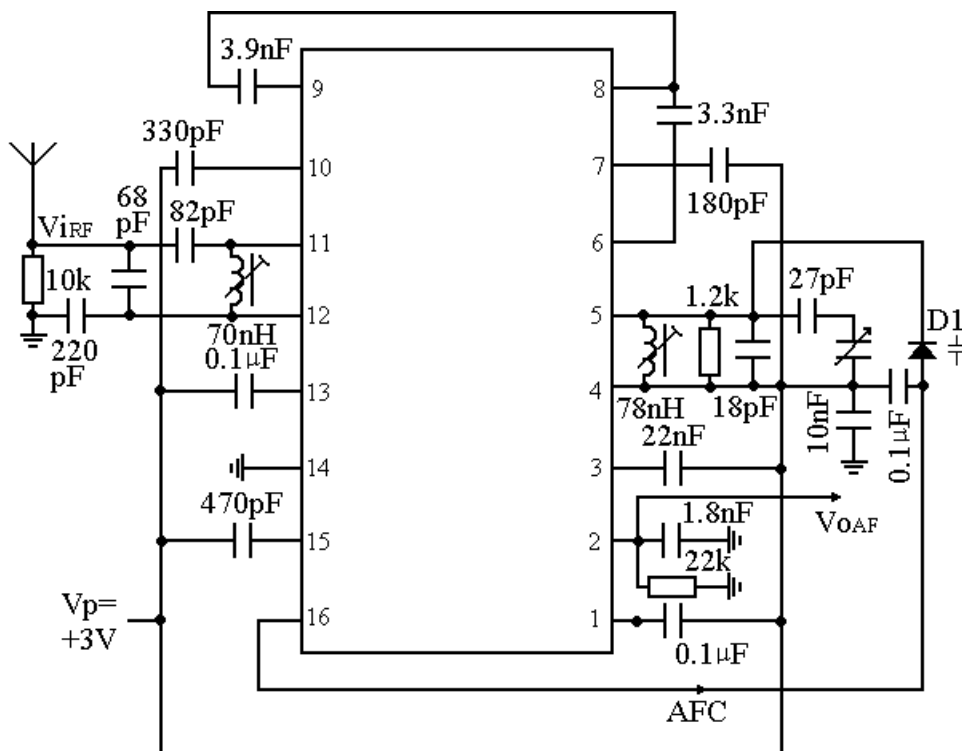 3.9nF
9
8
3.3nF
330pF
10
7
180pF
68
pF
82pF
ViRF
11
6
10k
27pF
1.2k
12
5
D1
220
pF
70nH
0.1μF
13
4
78nH
18pF
10nF
0.1μF
22nF
14
3
470pF
VoAF
1.8nF
15
2
22k
Vp=
+3V
16
1
0.1μF
AFC